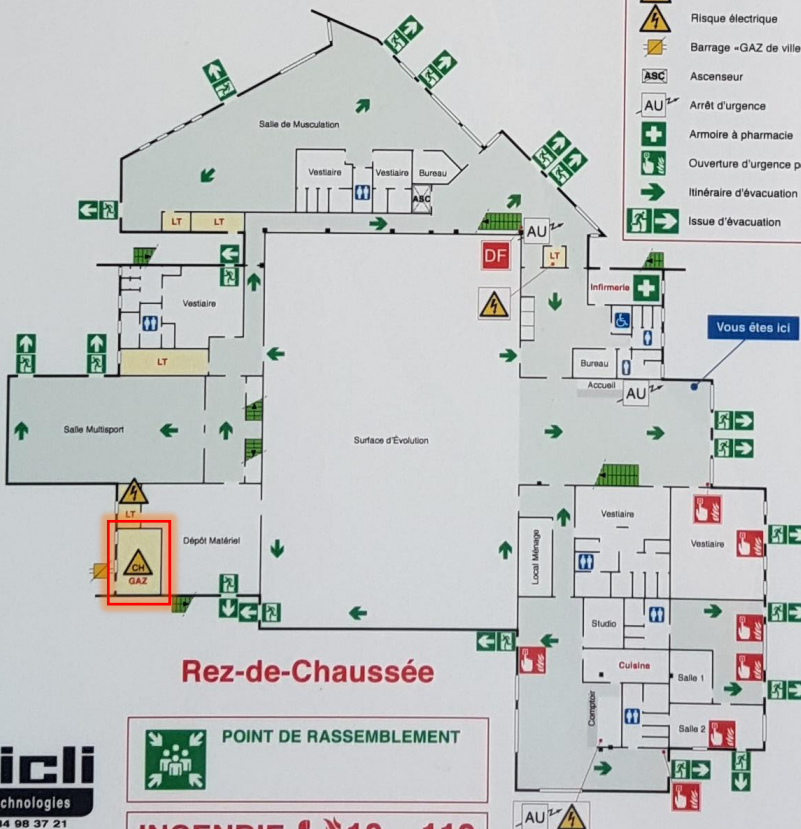 Risque électrique
Barrage «GAZ de ville
ASC Ascenseur
AU Arrêt d'urgence
Armoire à pharmacie
Ouverture d'urgence p
Itinéraire d'évacuation
Issue d'évacuation
Salle de Musculation
Vestiaire
Vestiaire
Bureau
ASC
LT
LT
AU
DF
LT
Infirmerie
Vestiaire
Vous êtes ici
LT
Bureau
Accueil
AU
Salle Multisport
Surface d'Évolution
LT
Dépôt Matériel
CH
GAZ
Vestiaire
Local Ménage
Vestiaire
Studio
Cuisine
Salle 1
Comptoir
Salle 2
Rez-de-Chaussée
POINT DE RASSEMBLEMENT
icli
chnologies
4 98 37 21
AU
INCENDIE